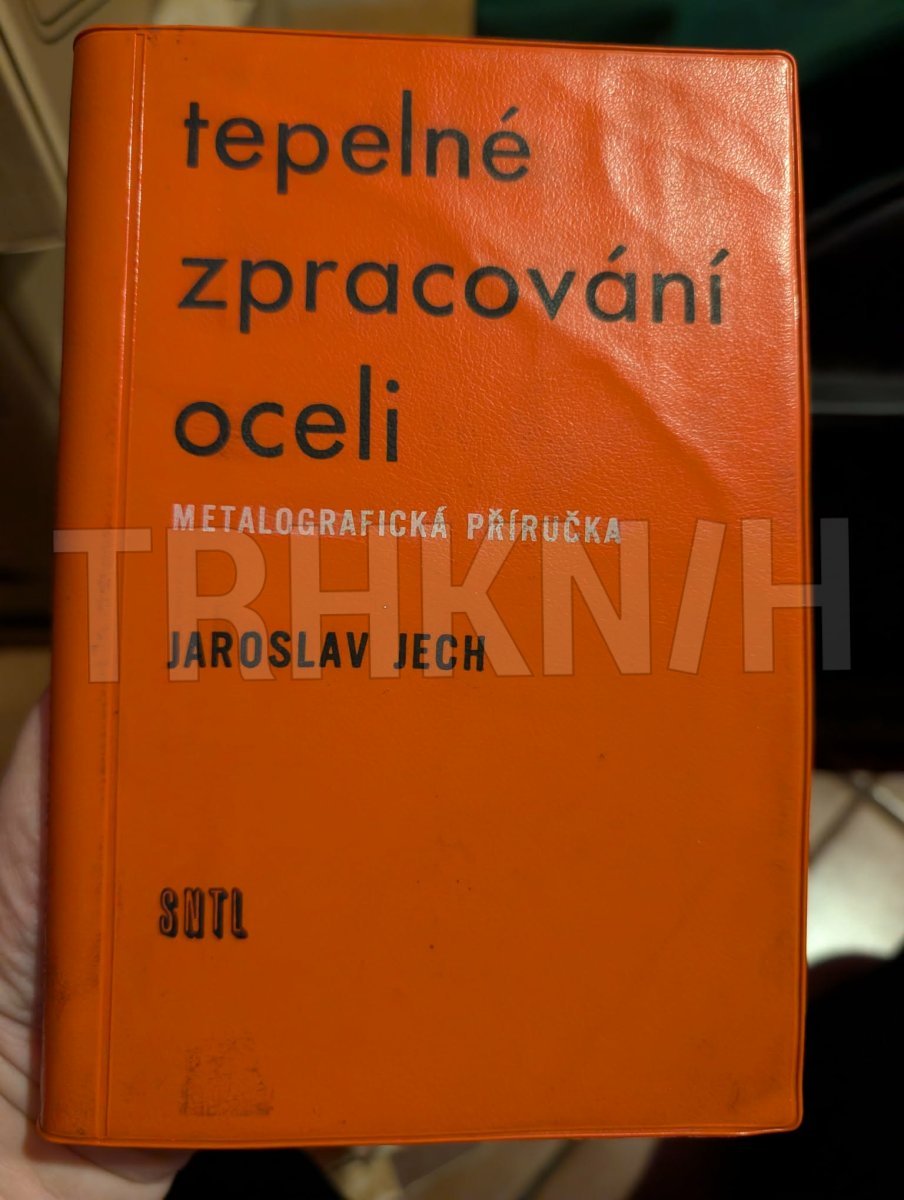 tepelné
zpracování
oceli
METALOGRAFICKÁ PŘÍRUČKA
TRHKNIH
JAROSLAV JECH
SNTL